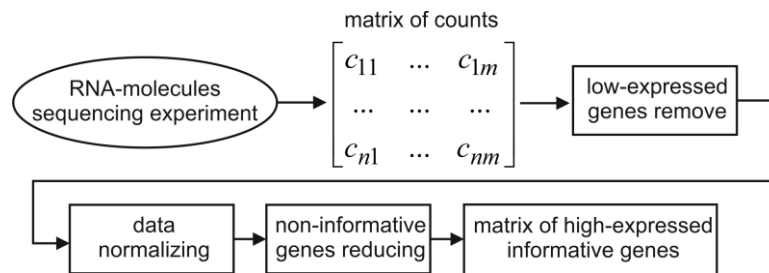 matrix of counts
RNA-molecules
sequencing experiment
c11 ... c1m
... ... ...
cn1 ... cnm
low-expressed
genes remove
data
normalizing
non-informative
genes reducing
matrix of high-expressed
informative genes